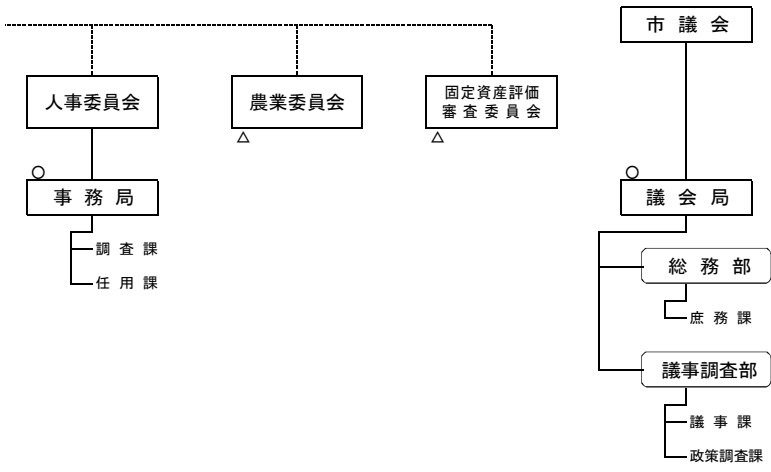 市議会
人事委員会
農業委員会
固定資産評価
審査委員会
△
△
○
事務局
○
議会局
調査課
任用課
総務部
庶務課
議事調査部
議事課
政策調査課